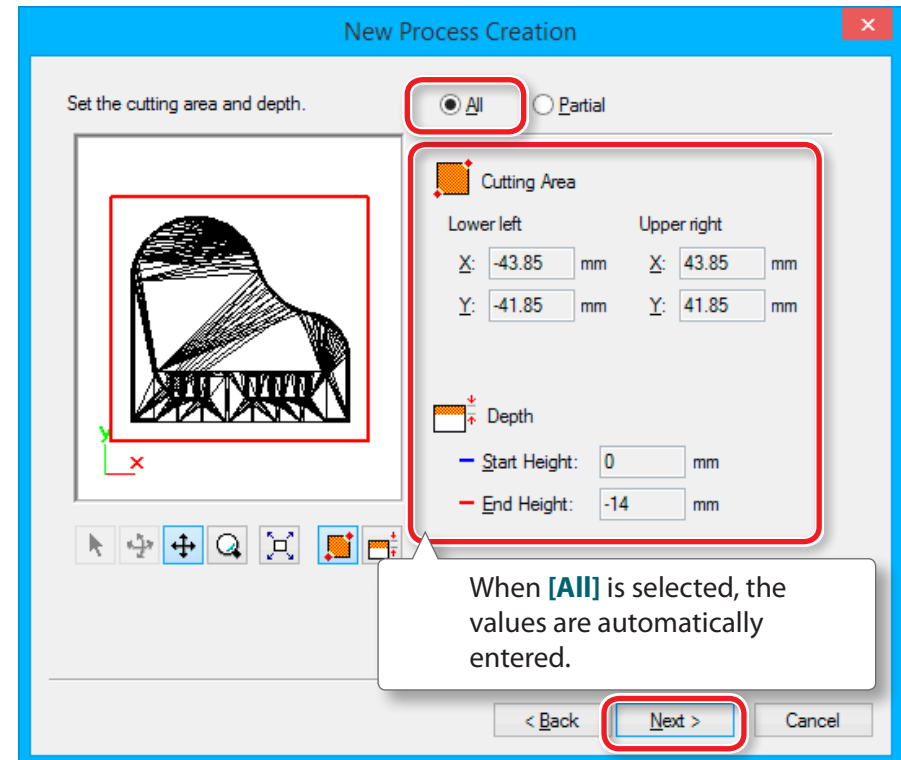 New Process Creation
Set the cutting area and depth.
All
Partial
Cutting Area
Lower left
Upper right
X: -43.85 mm
X: 43.85 mm
Y: -41.85 mm
Y: 41.85 mm
Depth
Start Height: 0 mm
End Height: -14 mm
y
x
When [All] is selected, the
values are automatically
entered.
< Back
Next >
Cancel